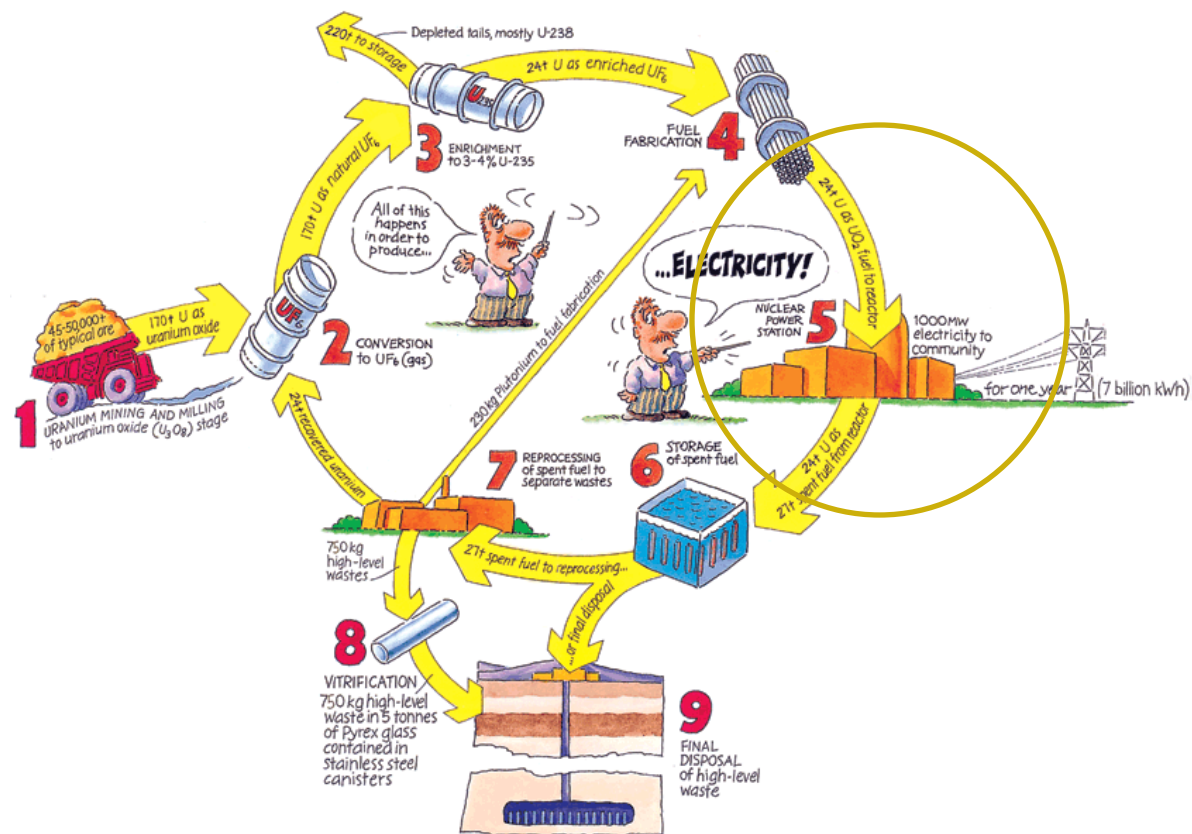 1
45-50,000t
of typical ore
URANIUM MINING AND MILLING
to uranium oxide (U₃O₈) stage
170t U as
uranium oxide
UF₆
2
CONVERSION
to UF₆ (gas)
170t U as natural UF₆
U235
3
ENRICHMENT
to 3-4% U-235
220t to storage
Depleted tails, mostly U-238
24t U as enriched UF₆
4
FUEL
FABRICATION
All of this
happens
in order to
produce...
...ELECTRICITY!
24t U as UO₂ fuel to reactor
5
NUCLEAR
POWER
STATION
1000MW
electricity to
community
for one year (7 billion kWh)
24t U as
27t spent fuel from reactor
6
STORAGE
of spent fuel
27t spent fuel to reprocessing...
...or final disposal
7
REPROCESSING
of spent fuel to
separate wastes
24t recovered uranium
230 kg Plutonium to fuel fabrication
750 kg
high-level
wastes
8
VITRIFICATION
750 kg high-level
waste in 5 tonnes
of Pyrex glass
contained in
stainless steel
canisters
9
FINAL
DISPOSAL
of high-level
waste